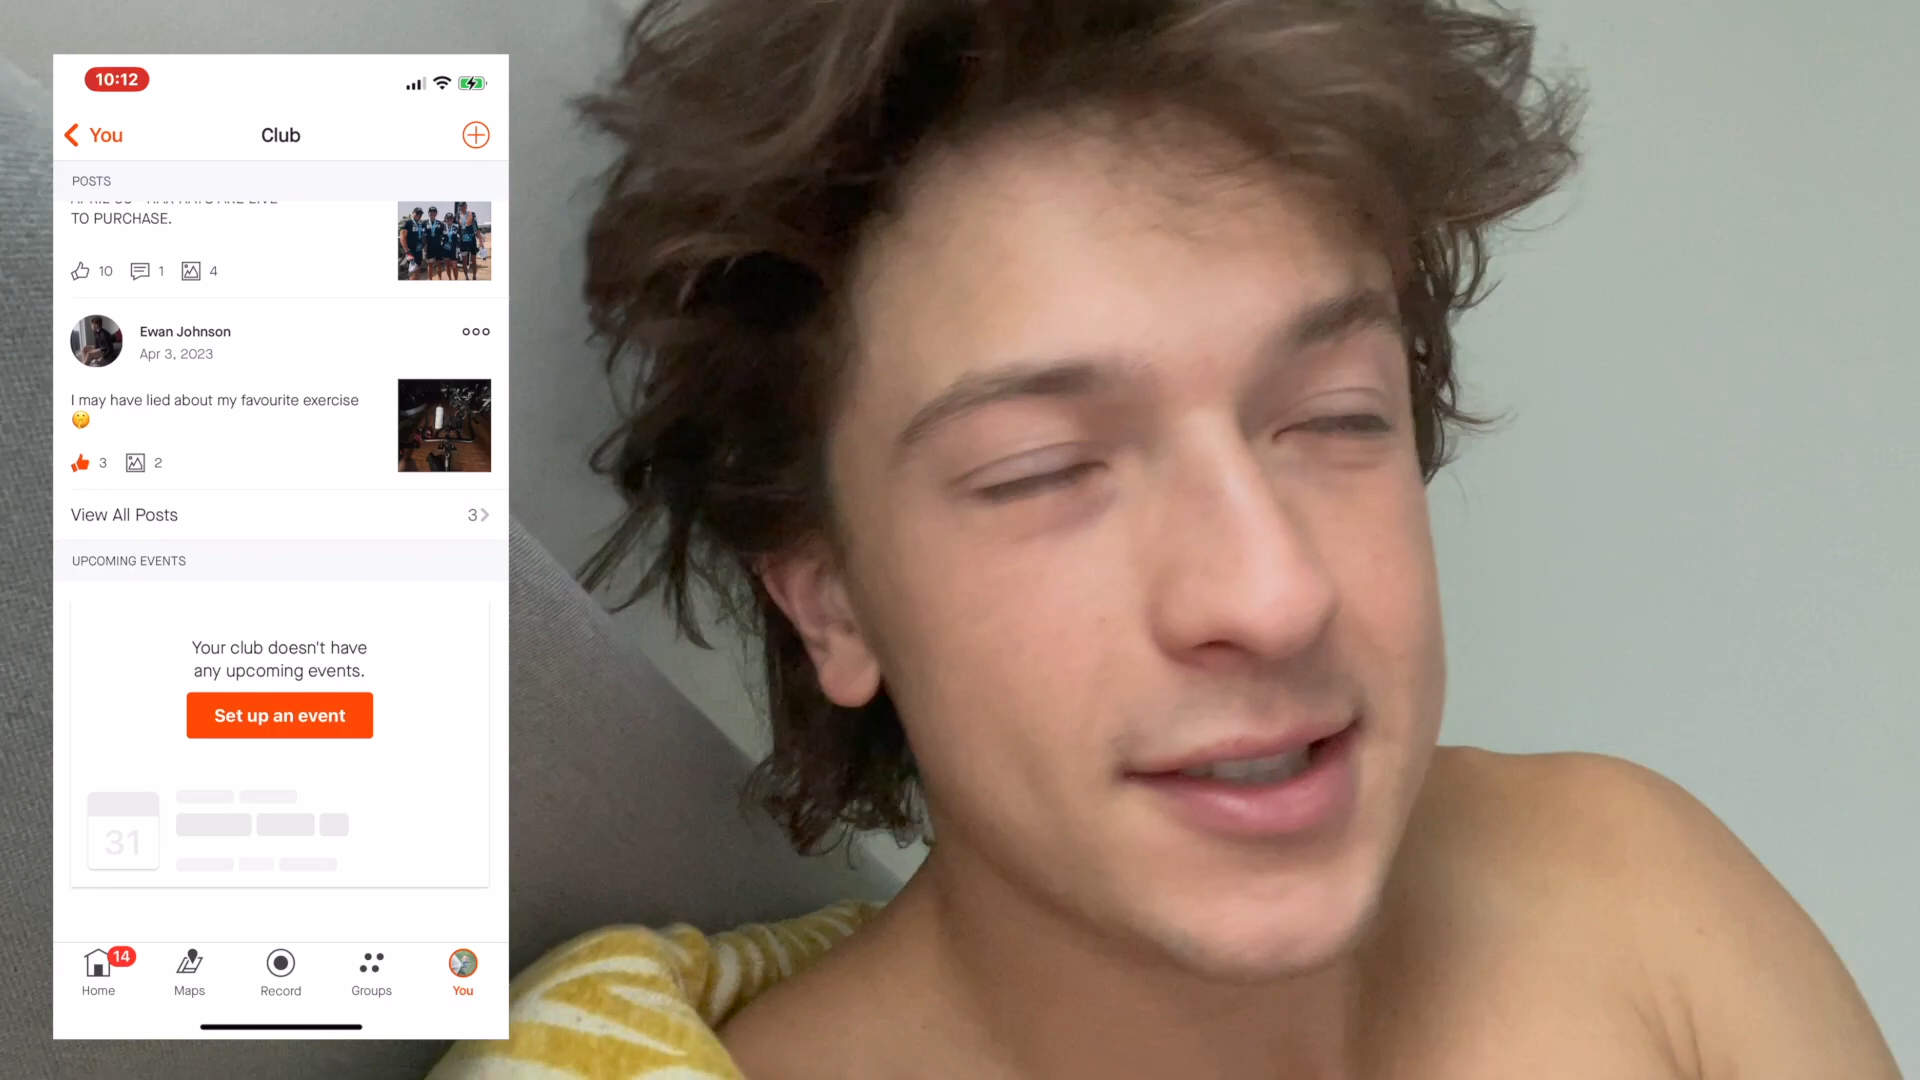 10:12
You
Club
POSTS
TO PURCHASE.
10
1
4
Ewan Johnson
Apr 3, 2023
I may have lied about my favourite exercise
🤫
3
2
View All Posts
3
UPCOMING EVENTS
Your club doesn't have
any upcoming events.
Set up an event
31
14
Home
Maps
Record
Groups
You